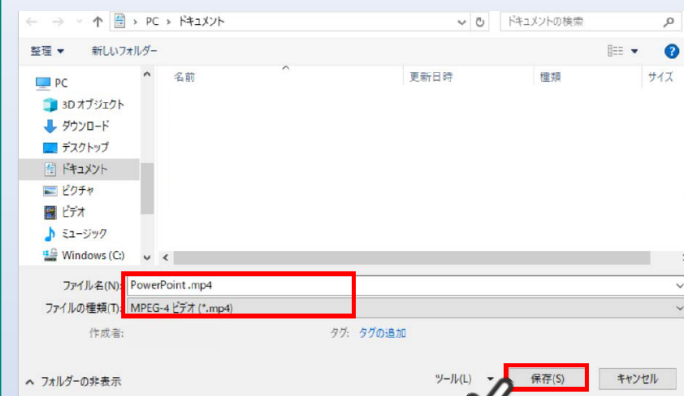 PC › ドキュメント
ドキュメントの検索
整理
新しいフォルダー
名前 更新日時 種類 サイズ
PC
3D オブジェクト
ダウンロード
デスクトップ
ドキュメント
ピクチャ
ビデオ
ミュージック
Windows (C:)
ファイル名(N): PowerPoint.mp4
ファイルの種類(T): MPEG-4 ビデオ (*.mp4)
作成者: タグ: タグの追加
フォルダーの非表示 ツール(L) 保存(S) キャンセル